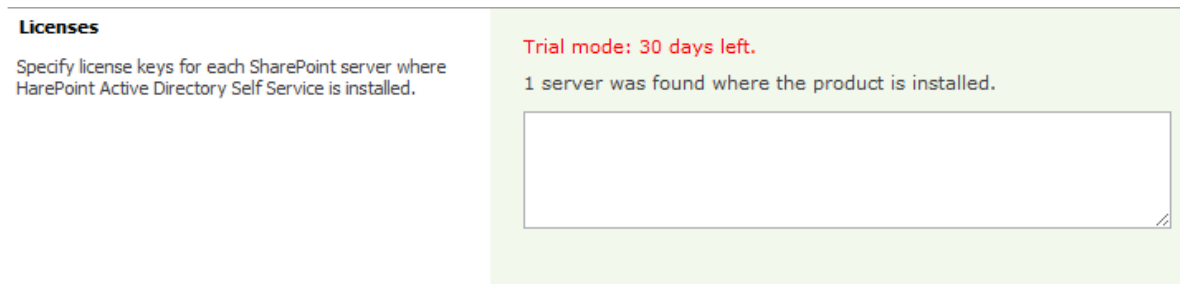 Licenses
Specify license keys for each SharePoint server where
HarePoint Active Directory Self Service is installed.
Trial mode: 30 days left.
1 server was found where the product is installed.